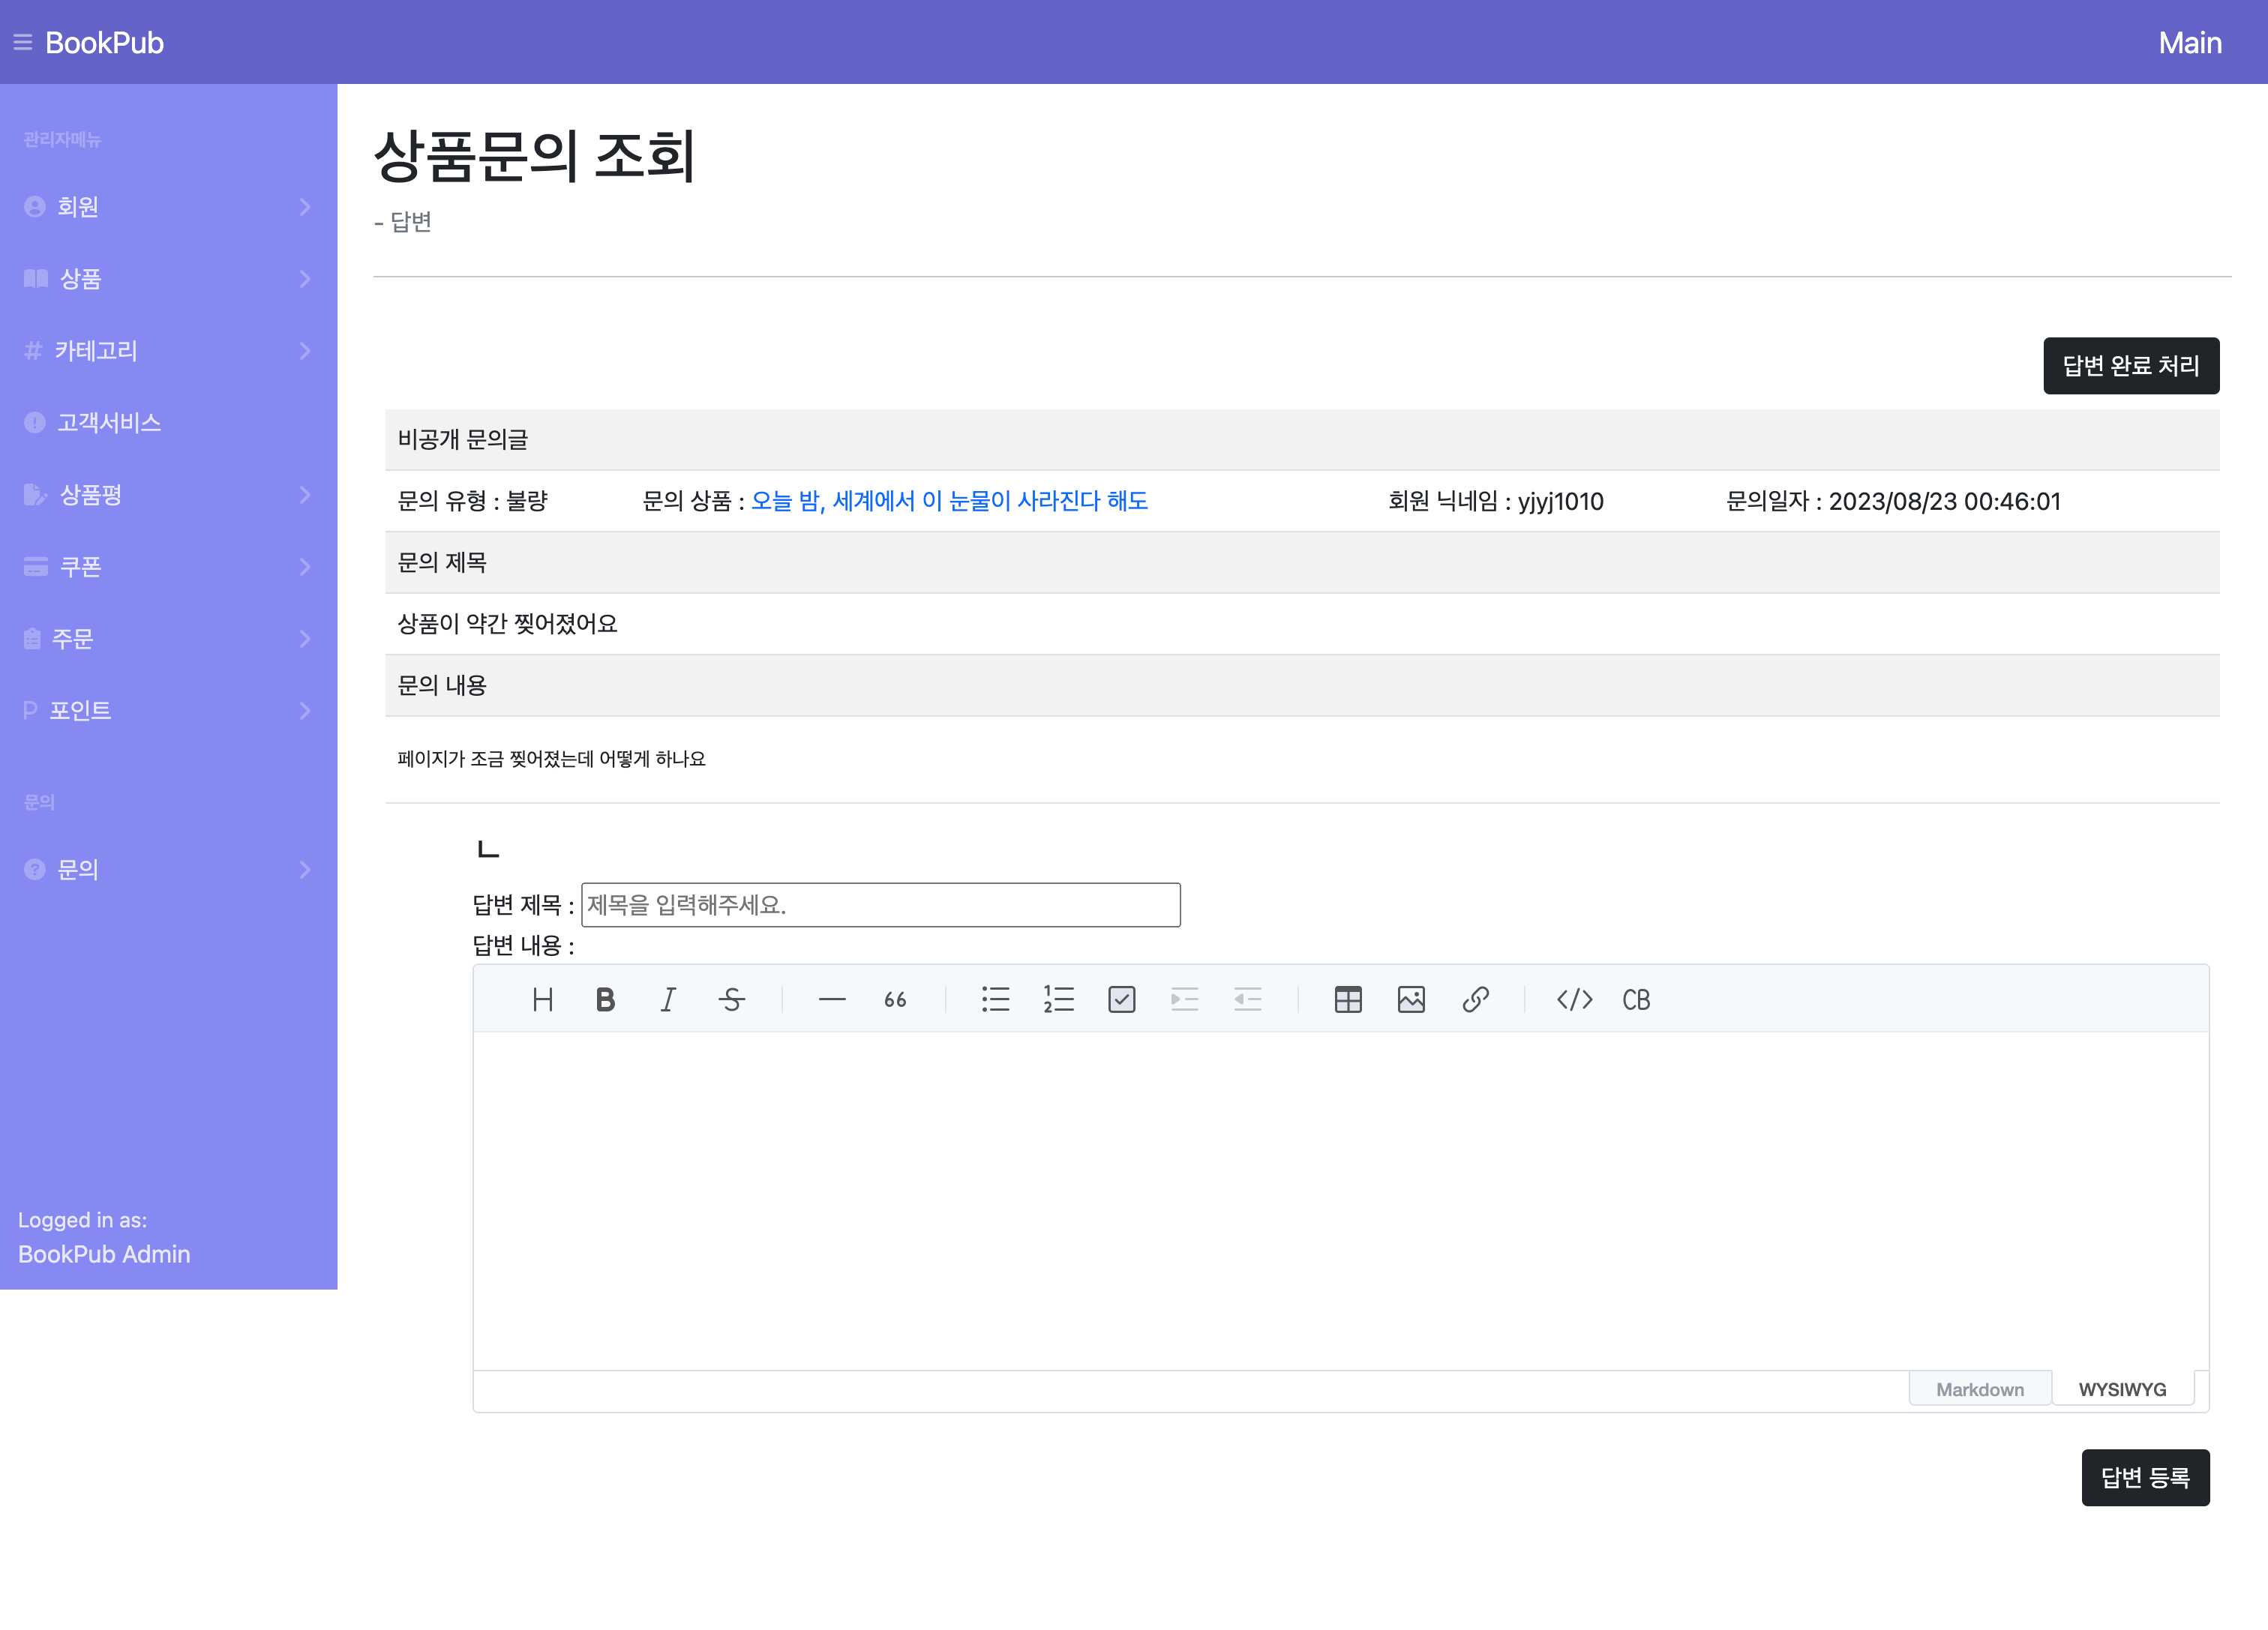 BookPub
Main
관리자메뉴
회원
상품
# 카테고리
고객서비스
상품평
쿠폰
주문
P 포인트
문의
문의
Logged in as:
BookPub Admin
상품문의 조회
- 답변
답변 완료 처리
비공개 문의글
문의 유형 : 불량 문의 상품 : 오늘 밤, 세계에서 이 눈물이 사라진다 해도 회원 닉네임 : yjyj1010 문의일자 : 2023/08/23 00:46:01
문의 제목
상품이 약간 찢어졌어요
문의 내용
페이지가 조금 찢어졌는데 어떻게 하나요
ㄴ
답변 제목 : 제목을 입력해주세요.
답변 내용 :
H B I S — 66 </> CB
Markdown WYSIWYG
답변 등록